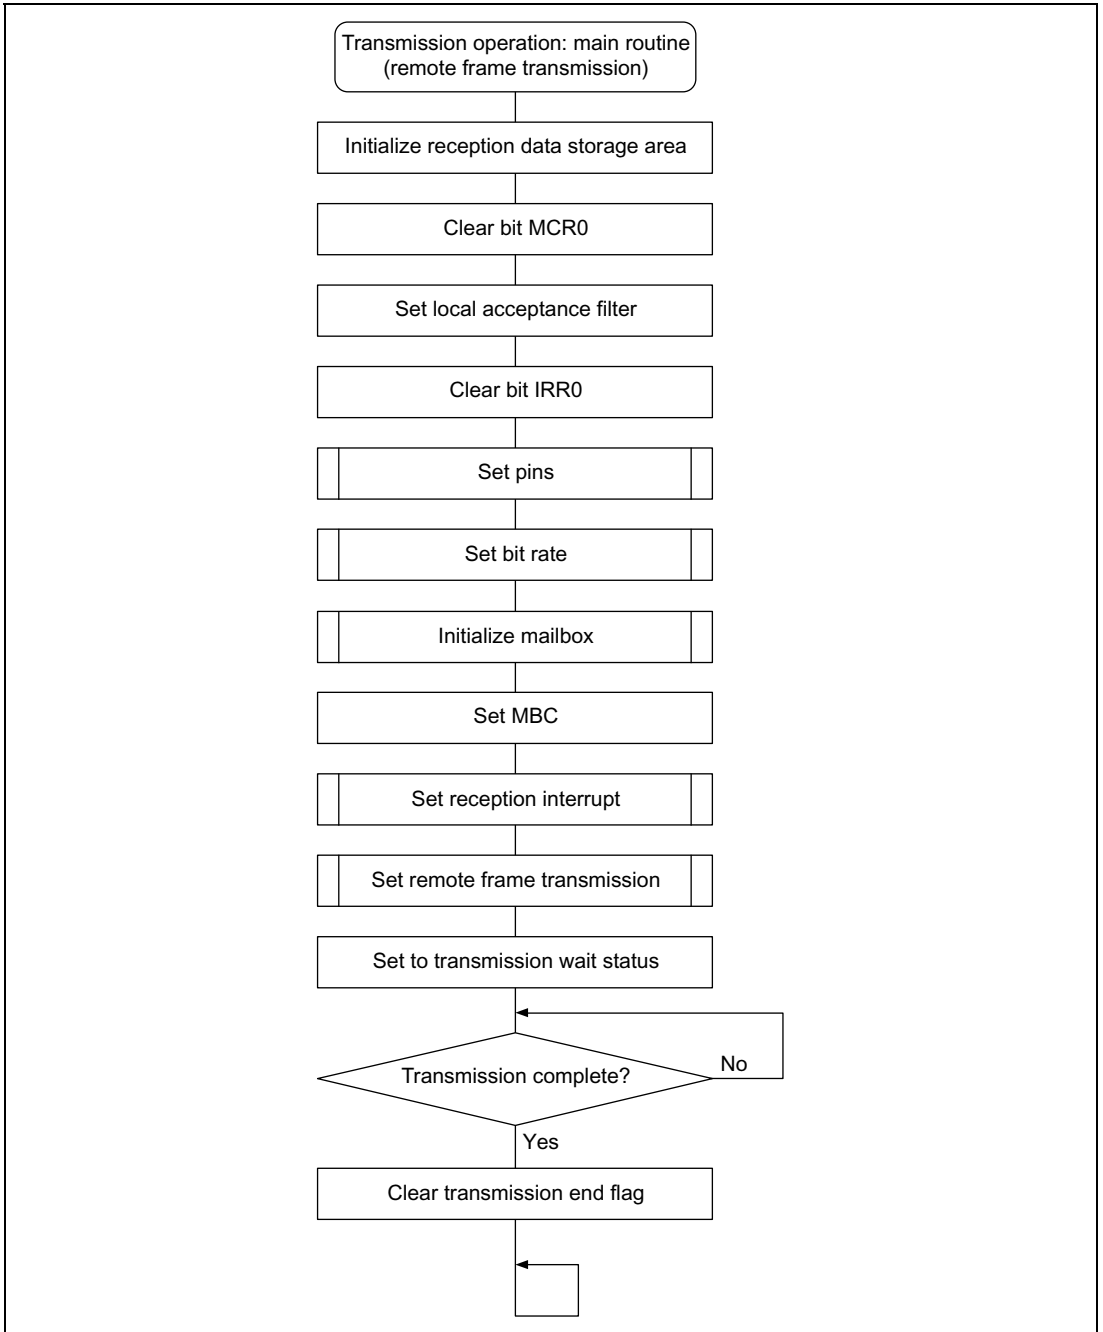 Transmission operation: main routine
(remote frame transmission)
Initialize reception data storage area
Clear bit MCR0
Set local acceptance filter
Clear bit IRR0
Set pins
Set bit rate
Initialize mailbox
Set MBC
Set reception interrupt
Set remote frame transmission
Set to transmission wait status
Transmission complete?
No
Yes
Clear transmission end flag